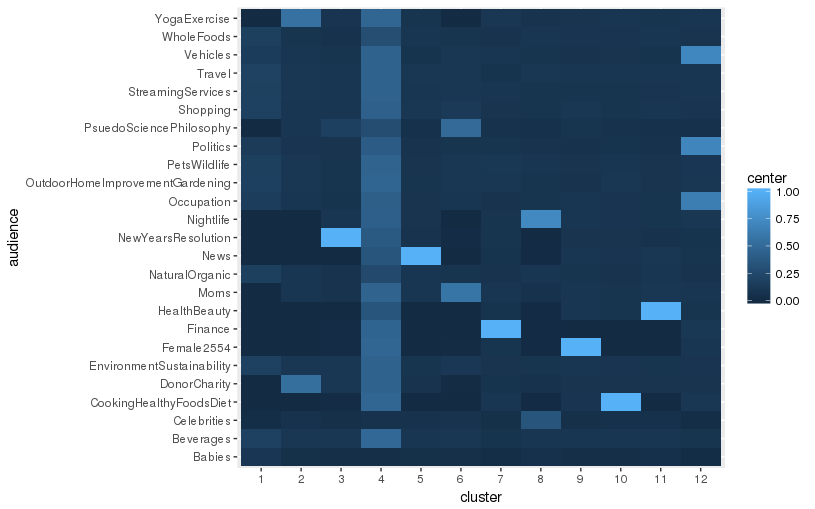 YogaExercise
WholeFoods
Vehicles
Travel
StreamingServices
Shopping
PsuedoSciencePhilosophy
Politics
PetsWildlife
OutdoorHomeImprovementGardening
Occupation
Nightlife
NewYearsResolution
News
NaturalOrganic
Moms
HealthBeauty
Finance
Female2554
EnvironmentSustainability
DonorCharity
CookingHealthyFoodsDiet
Celebrities
Beverages
Babies
audience
1 2 3 4 5 6 7 8 9 10 11 12
cluster
center
1.00
0.75
0.50
0.25
0.00